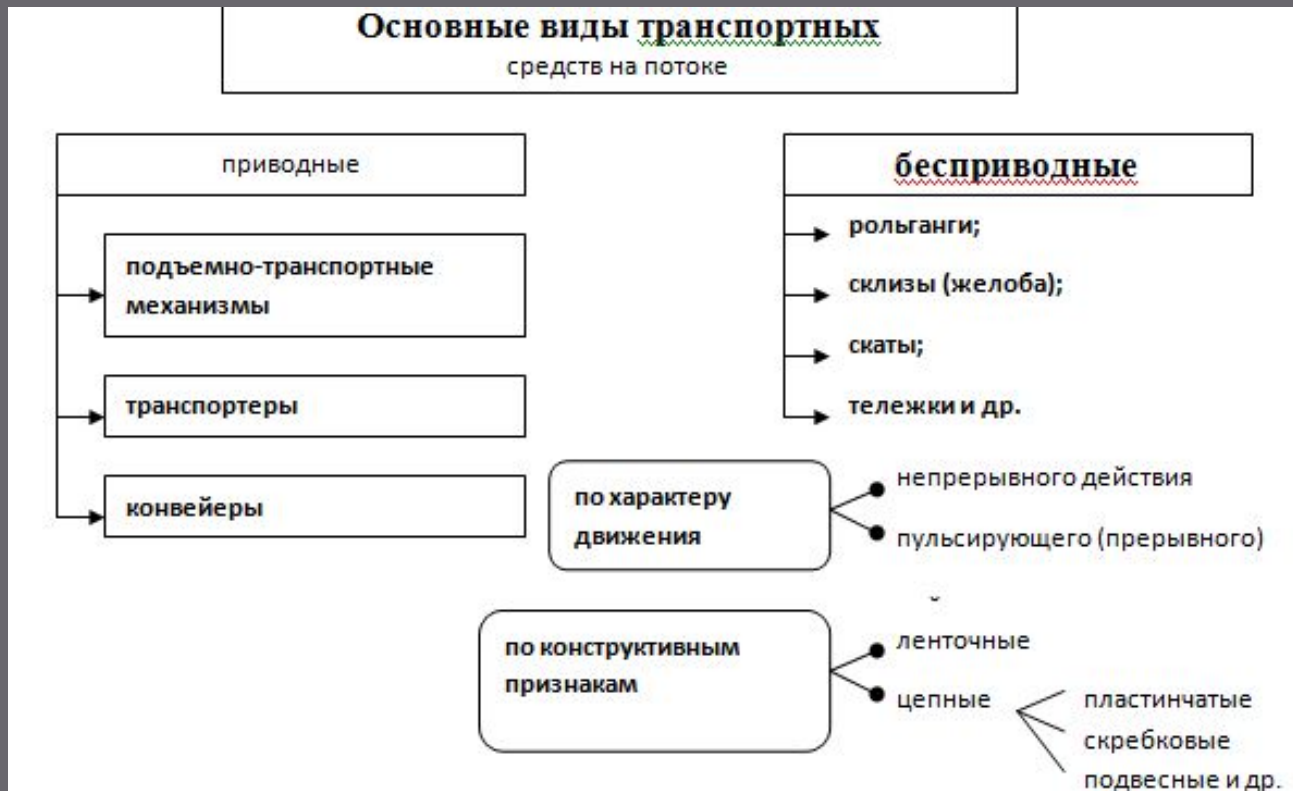 Основные виды транспортных
средств на потоке
приводные
подъемно-транспортные
механизмы
транспортеры
конвейеры
бесприводные
рольганги;
склизы (желоба);
скаты;
тележки и др.
по характеру
движения
непрерывного действия
пульсирующего (прерывного)
по конструктивным
признакам
ленточные
цепные
пластинчатые
скребковые
подвесные и др.